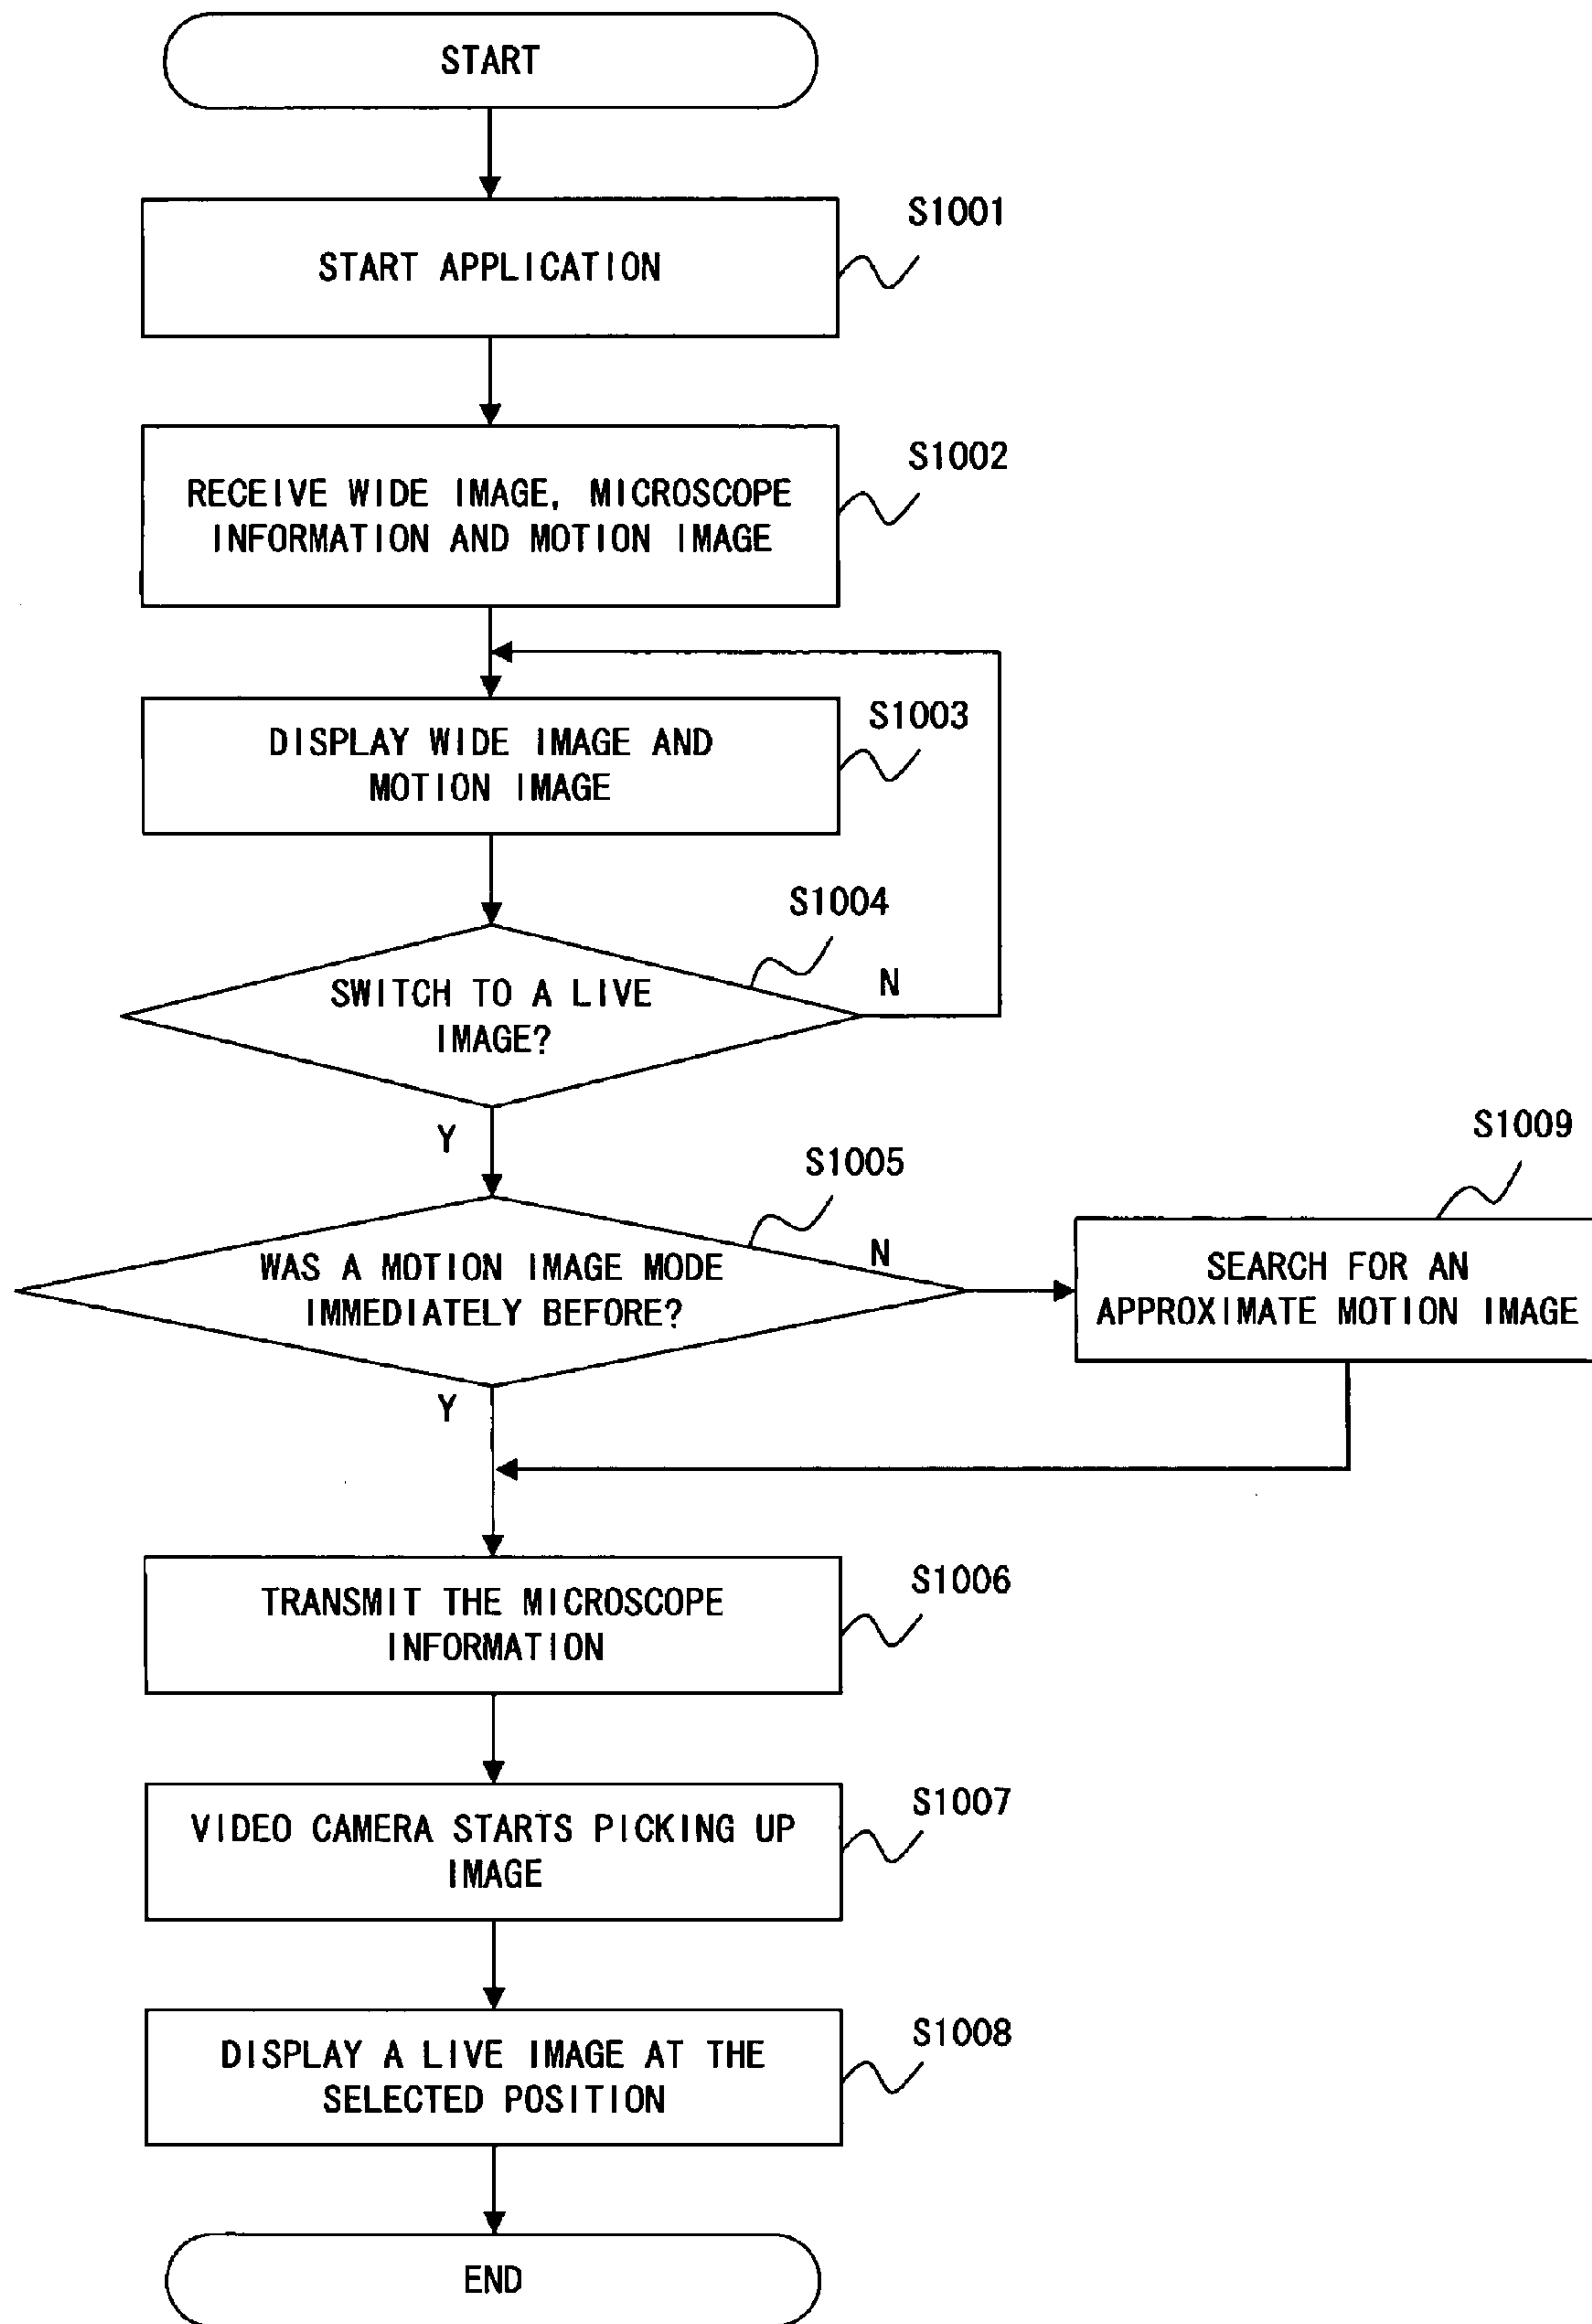 START
START APPLICATION
S1001
RECEIVE WIDE IMAGE, MICROSCOPE
INFORMATION AND MOTION IMAGE
S1002
DISPLAY WIDE IMAGE AND
MOTION IMAGE
S1003
SWITCH TO A LIVE
IMAGE?
S1004
N
Y
WAS A MOTION IMAGE MODE
IMMEDIATELY BEFORE?
S1005
N
Y
SEARCH FOR AN
APPROXIMATE MOTION IMAGE
S1009
TRANSMIT THE MICROSCOPE
INFORMATION
S1006
VIDEO CAMERA STARTS PICKING UP
IMAGE
S1007
DISPLAY A LIVE IMAGE AT THE
SELECTED POSITION
S1008
END